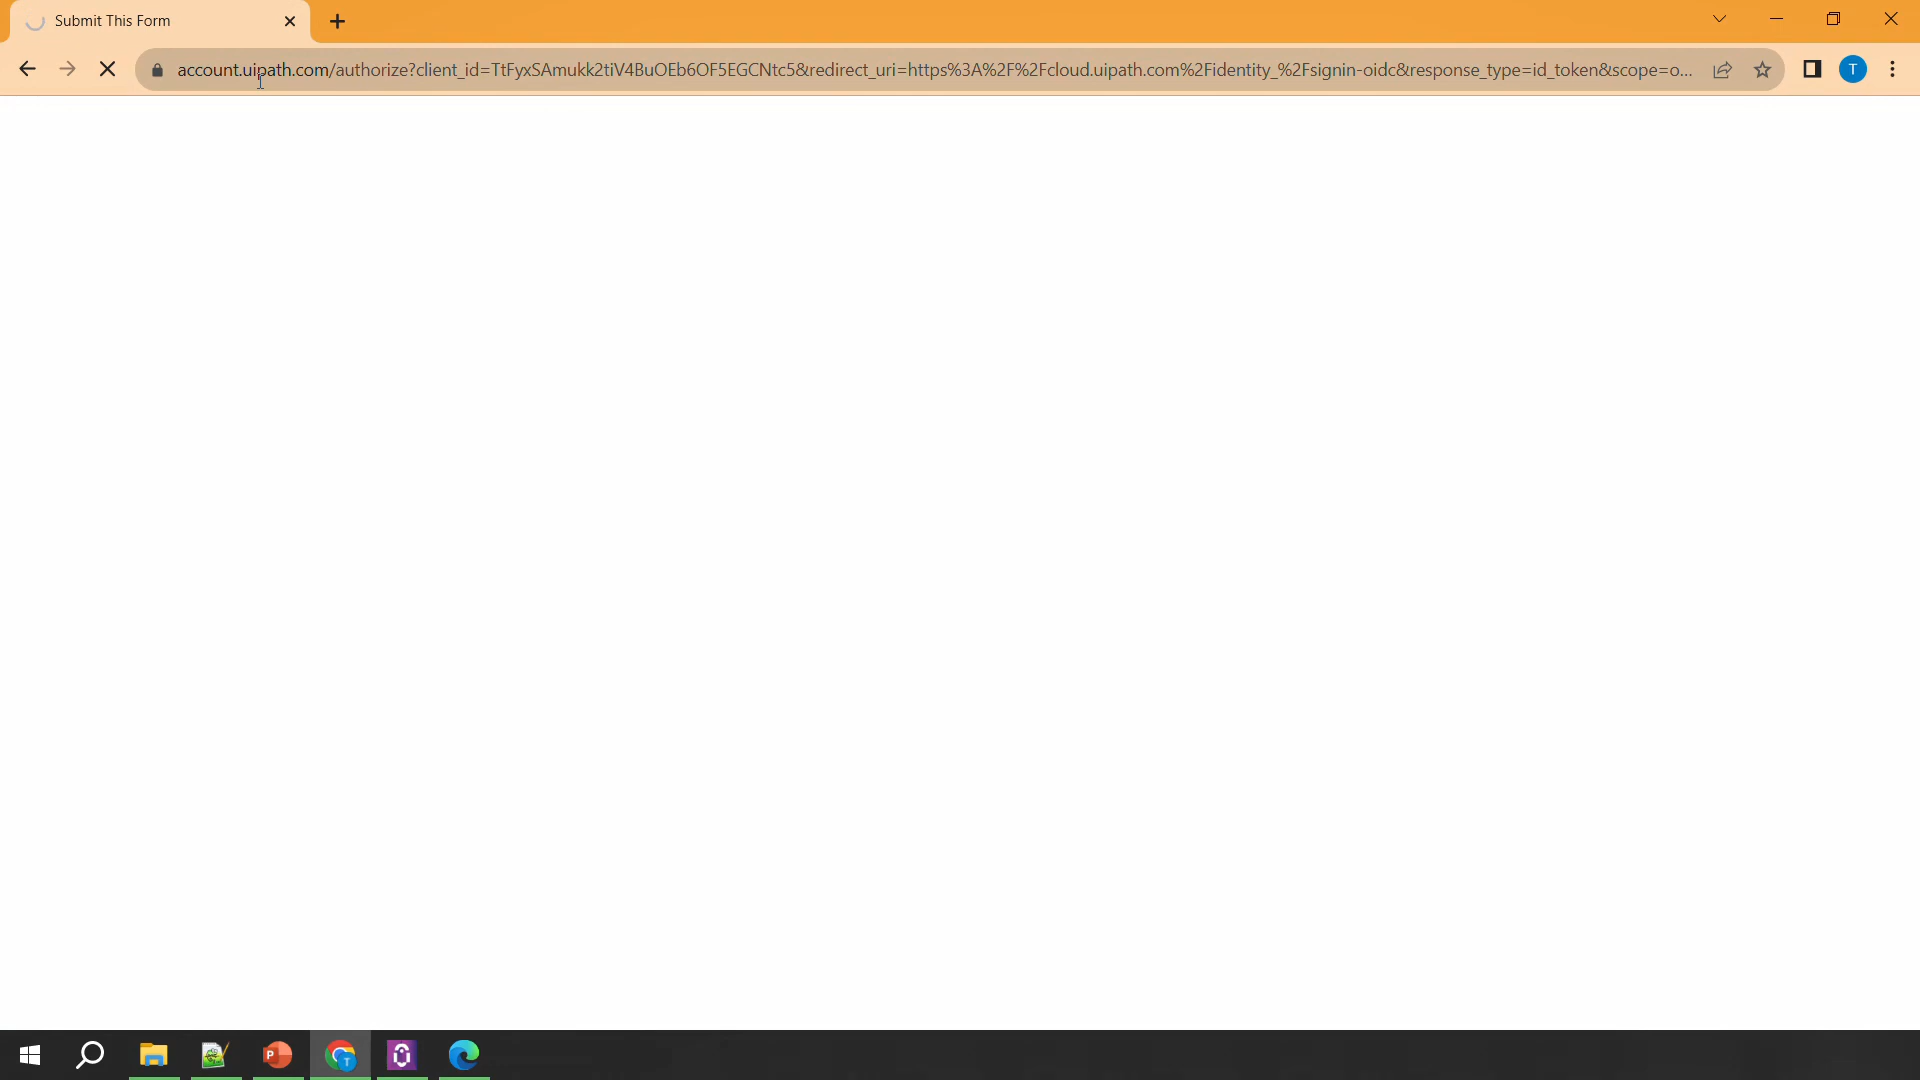 Submit This Form
account.uipath.com/authorize?client_id=TtFyxSAmukk2tiV4BuOEb6OF5EGCNtc5&redirect_uri=https%3A%2F%2Fcloud.uipath.com%2Fidentity_%2Fsignin-oidc&response_type=id_token&scope=o...
T
P
T